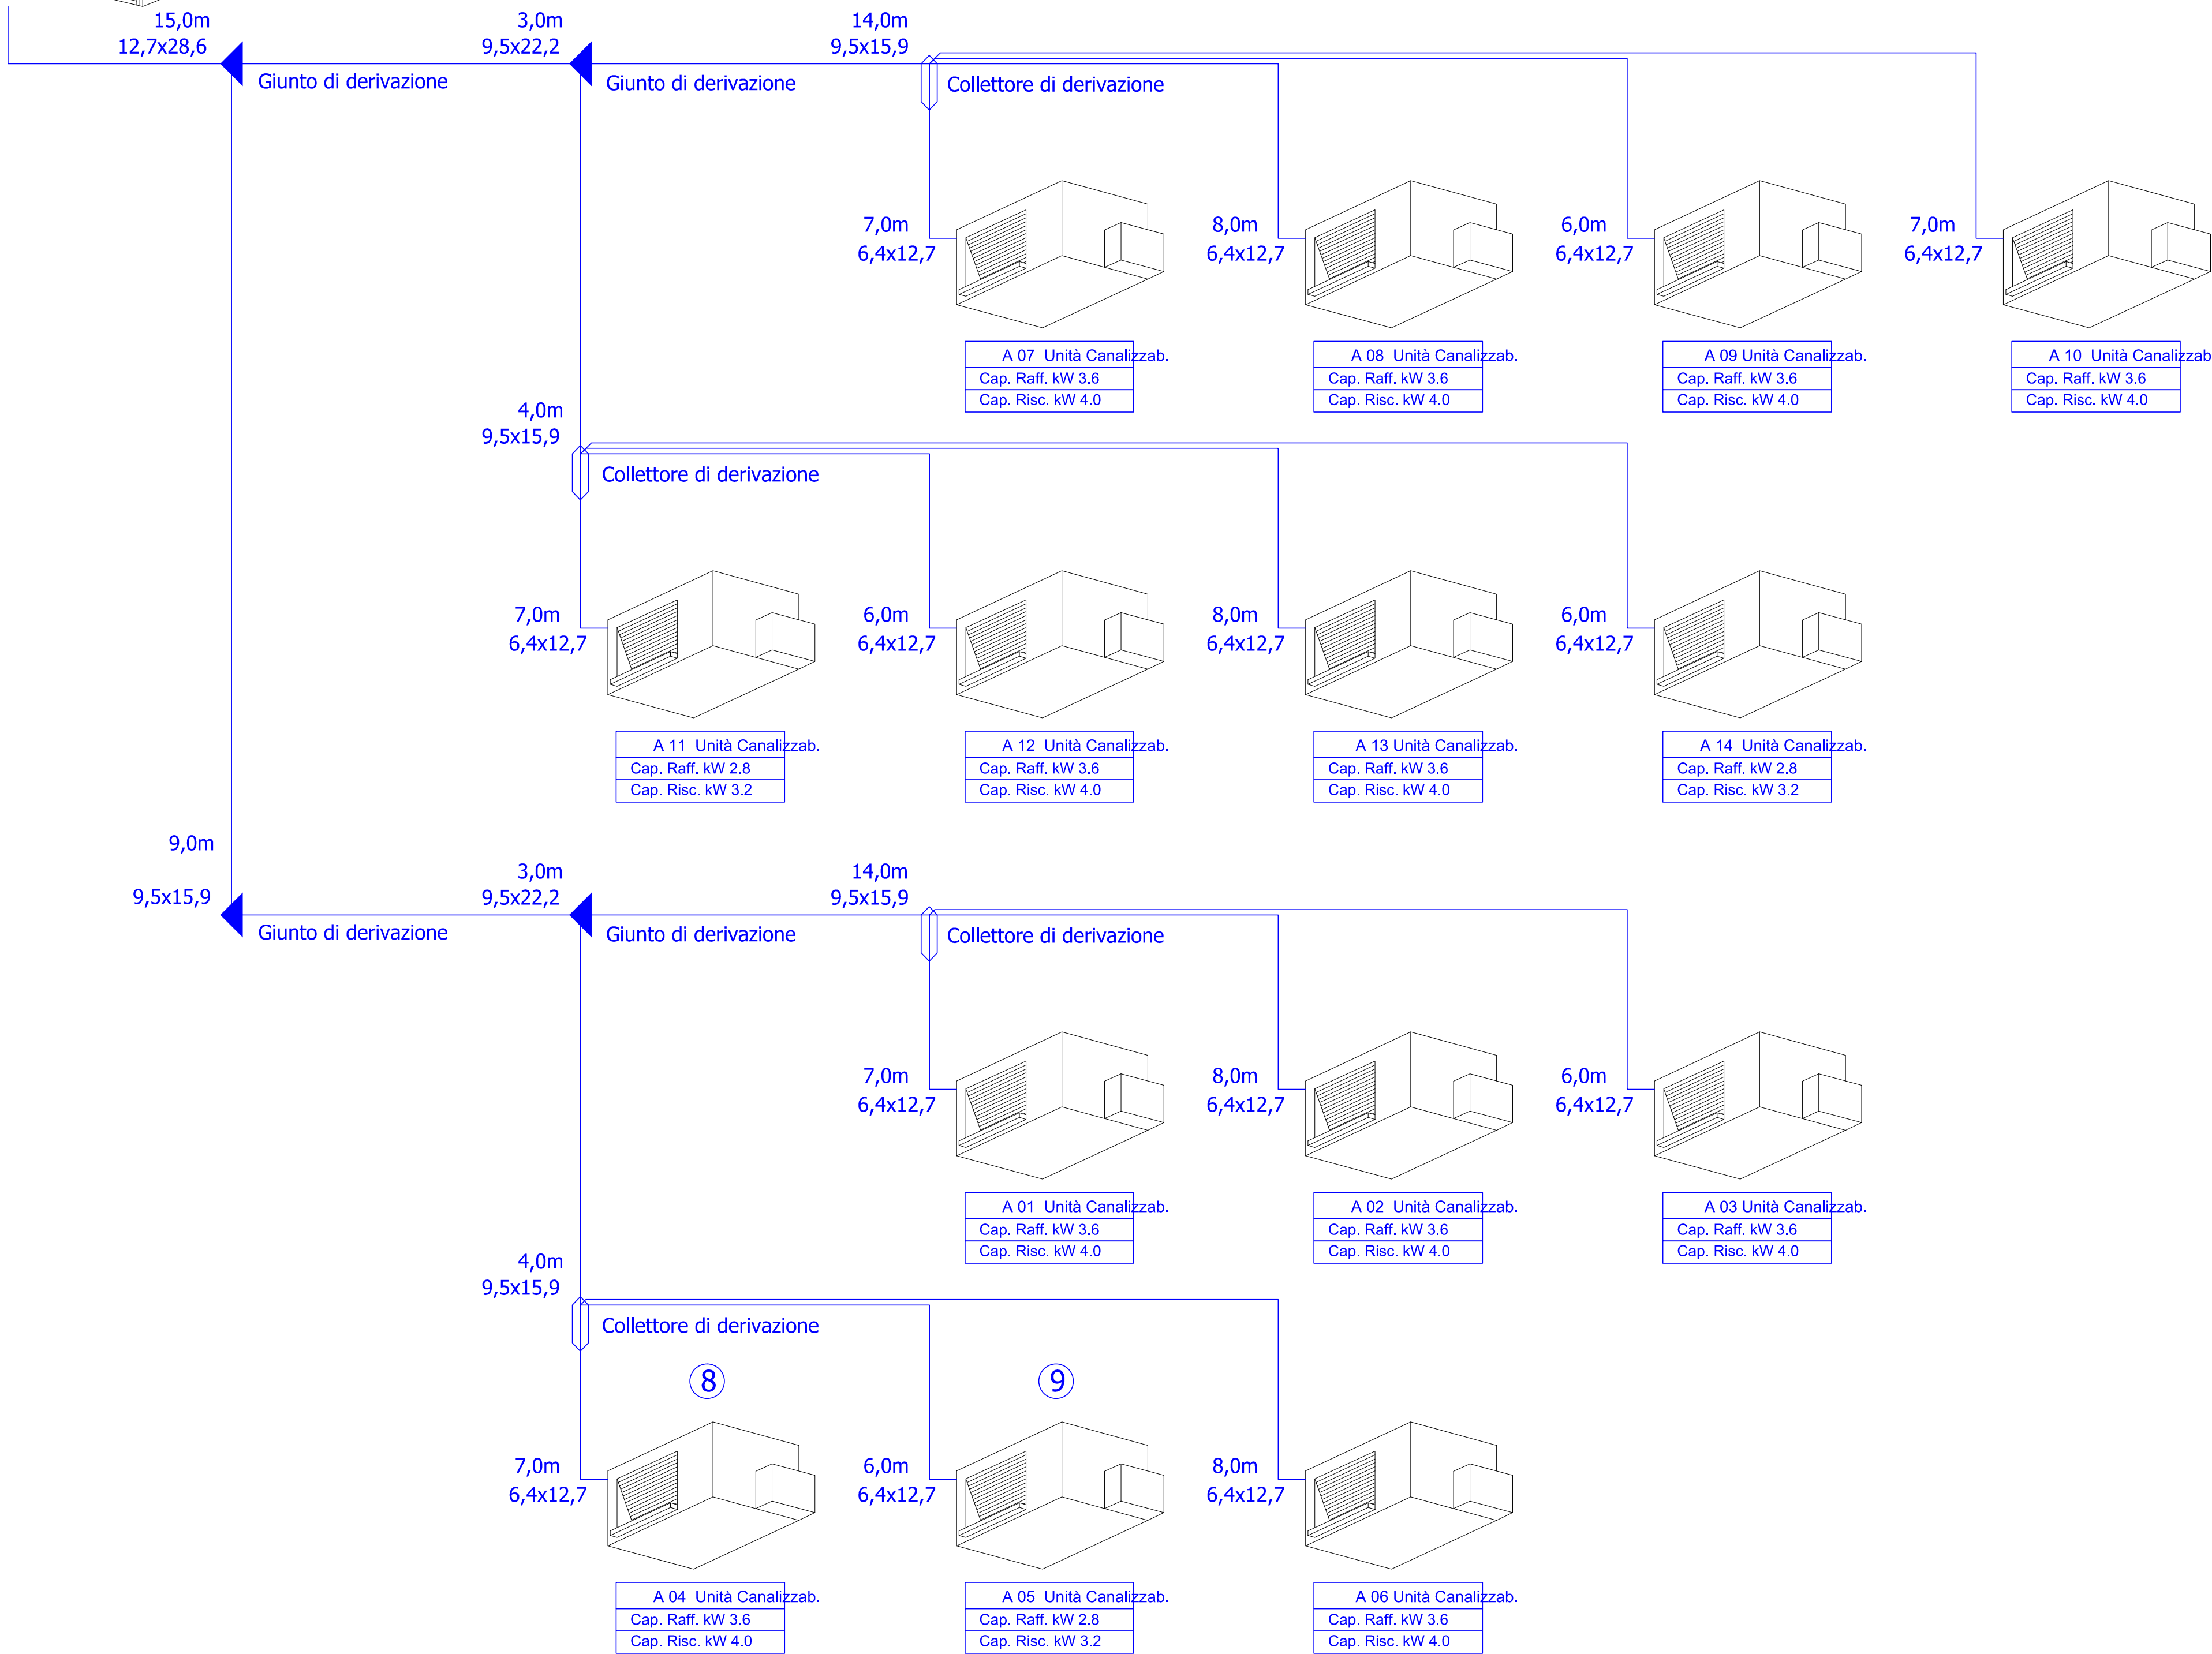 15,0m
12,7x28,6
3,0m
9,5x22,2
14,0m
9,5x15,9
Giunto di derivazione
Giunto di derivazione
Collettore di derivazione
7,0m
6,4x12,7
8,0m
6,4x12,7
6,0m
6,4x12,7
7,0m
6,4x12,7
A 07 Unità Canalizzab.
Cap. Raff. kW 3.6
Cap. Risc. kW 4.0
A 08 Unità Canalizzab.
Cap. Raff. kW 3.6
Cap. Risc. kW 4.0
A 09 Unità Canalizzab.
Cap. Raff. kW 3.6
Cap. Risc. kW 4.0
A 10 Unità Canalizzab
Cap. Raff. kW 3.6
Cap. Risc. kW 4.0
4,0m
9,5x15,9
Collettore di derivazione
7,0m
6,4x12,7
6,0m
6,4x12,7
8,0m
6,4x12,7
6,0m
6,4x12,7
A 11 Unità Canalizzab.
Cap. Raff. kW 2.8
Cap. Risc. kW 3.2
A 12 Unità Canalizzab.
Cap. Raff. kW 3.6
Cap. Risc. kW 4.0
A 13 Unità Canalizzab.
Cap. Raff. kW 3.6
Cap. Risc. kW 4.0
A 14 Unità Canalizzab.
Cap. Raff. kW 2.8
Cap. Risc. kW 3.2
9,0m
9,5x15,9
3,0m
9,5x22,2
14,0m
9,5x15,9
Giunto di derivazione
Giunto di derivazione
Collettore di derivazione
7,0m
6,4x12,7
8,0m
6,4x12,7
6,0m
6,4x12,7
A 01 Unità Canalizzab.
Cap. Raff. kW 3.6
Cap. Risc. kW 4.0
A 02 Unità Canalizzab.
Cap. Raff. kW 3.6
Cap. Risc. kW 4.0
A 03 Unità Canalizzab.
Cap. Raff. kW 3.6
Cap. Risc. kW 4.0
4,0m
9,5x15,9
Collettore di derivazione
8
9
7,0m
6,4x12,7
6,0m
6,4x12,7
8,0m
6,4x12,7
A 04 Unità Canalizzab.
Cap. Raff. kW 3.6
Cap. Risc. kW 4.0
A 05 Unità Canalizzab.
Cap. Raff. kW 2.8
Cap. Risc. kW 3.2
A 06 Unità Canalizzab.
Cap. Raff. kW 3.6
Cap. Risc. kW 4.0